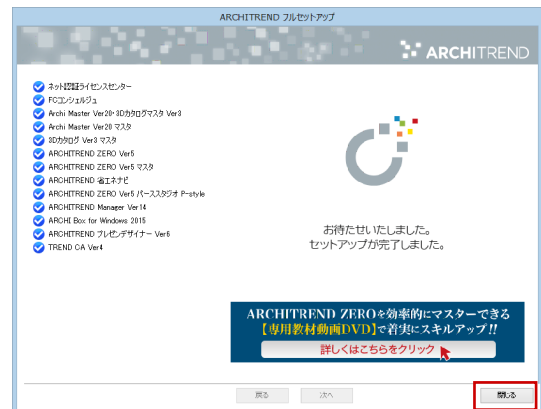 ARCHITREND フルセットアップ
ARCHITREND
ネット認証ライセンスセンター
FCコンシェルジュ
Archi Master Ver20・3Dカタログマスタ Ver3
Archi Master Ver20 マスタ
3Dカタログ Ver3 マスタ
ARCHITREND ZERO Ver5
ARCHITREND ZERO Ver5 マスタ
ARCHITREND 省エネナビ
ARCHITREND ZERO Ver5 パーススタジオ P-style
ARCHITREND Manager Ver14
ARCHI Box for Windows 2015
ARCHITREND プレゼンデザイナー Ver6
TREND CA Ver4
お待たせいたしました。
セットアップが完了しました。
ARCHITREND ZEROを効率的にマスターできる
【専用教材動画DVD】で着実にスキルアップ!!
詳しくはこちらをクリック
戻る
次へ
閉じる